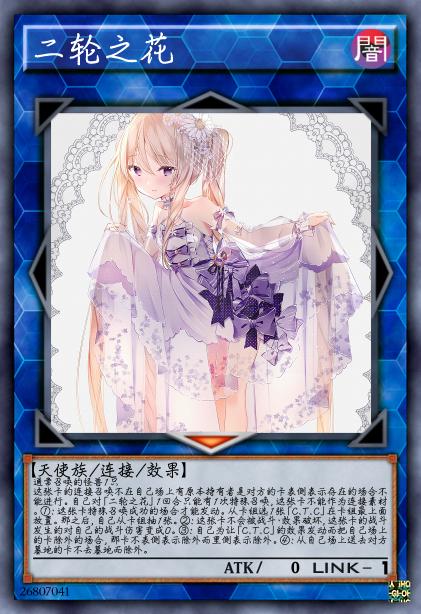 二轮之花
闇
【天使族/连接/效果】
通常召唤的怪兽1只
这张卡的连接召唤不在自己场上有原本持有者是对方的卡表侧表示存在的场合不
能进行。自己对「二轮之花」1回合只能有1次特殊召唤,这张卡不能作为连接素材
。①:这张卡特殊召唤成功的场合才能发动。从卡组选1张「C.T.C」在卡组最上面
放置。那之后,自己从卡组抽1张。②:这张卡不会被战斗·效果破坏,这张卡的战斗
发生的对自己的战斗伤害变成0。③:自己为让「C.T.C」的效果发动而把自己场上
的卡除外的场合,那卡不表侧表示除外而里侧表示除外。④:从自己场上送去对方
墓地的卡不去墓地而除外。
ATK/ 0 LINK-1
26807041